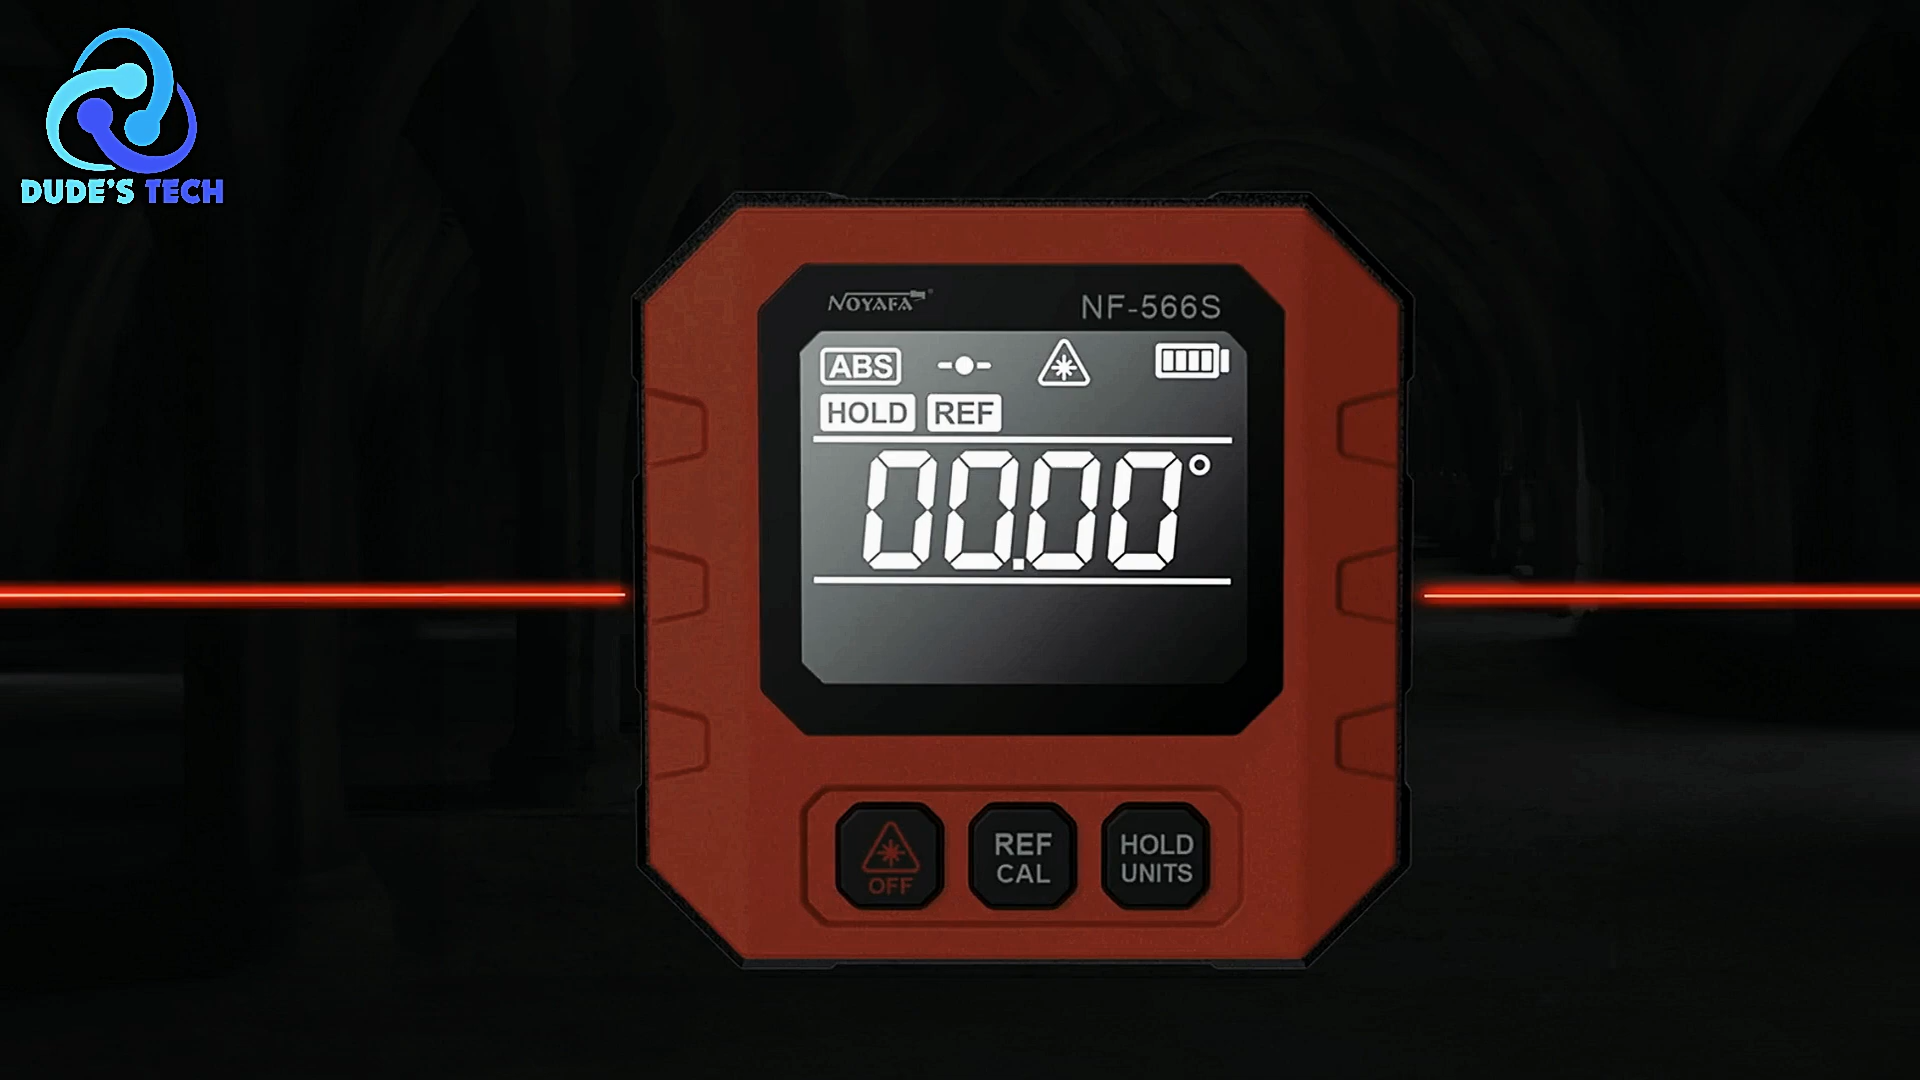 DUDE'S TECH
NOYAFA® NF-566S
ABS
HOLD REF
00.00°
OFF
REF CAL
HOLD UNITS